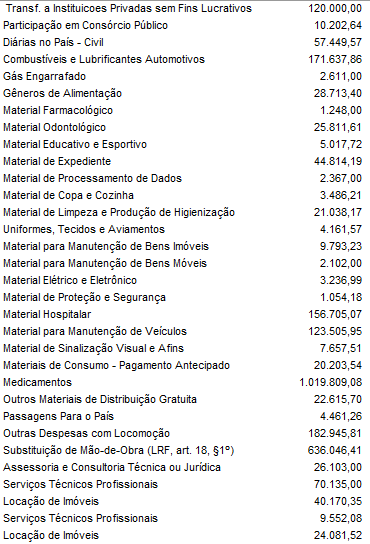 Transf. a Instituicoes Privadas sem Fins Lucrativos 120.000,00
Participação em Consórcio Público 10.202,64
Diárias no País - Civil 57.449,57
Combustíveis e Lubrificantes Automotivos 171.637,86
Gás Engarrafado 2.611,00
Gêneros de Alimentação 28.713,40
Material Farmacológico 1.248,00
Material Odontológico 25.811,61
Material Educativo e Esportivo 5.017,72
Material de Expediente 44.814,19
Material de Processamento de Dados 2.367,00
Material de Copa e Cozinha 3.486,21
Material de Limpeza e Produção de Higienização 21.038,17
Uniformes, Tecidos e Aviamentos 4.161,57
Material para Manutenção de Bens Imóveis 9.793,23
Material para Manutenção de Bens Móveis 2.102,00
Material Elétrico e Eletrônico 3.236,99
Material de Proteção e Segurança 1.054,18
Material Hospitalar 156.705,07
Material para Manutenção de Veículos 123.505,95
Material de Sinalização Visual e Afins 7.657,51
Materiais de Consumo - Pagamento Antecipado 20.203,54
Medicamentos 1.019.809,08
Outros Materiais de Distribuição Gratuita 22.615,70
Passagens Para o País 4.461,26
Outras Despesas com Locomoção 182.945,81
Substituição de Mão-de-Obra (LRF, art. 18, §1º) 636.046,41
Assessoria e Consultoria Técnica ou Jurídica 26.103,00
Serviços Técnicos Profissionais 70.135,00
Locação de Imóveis 40.170,35
Serviços Técnicos Profissionais 9.552,08
Locação de Imóveis 24.081,52